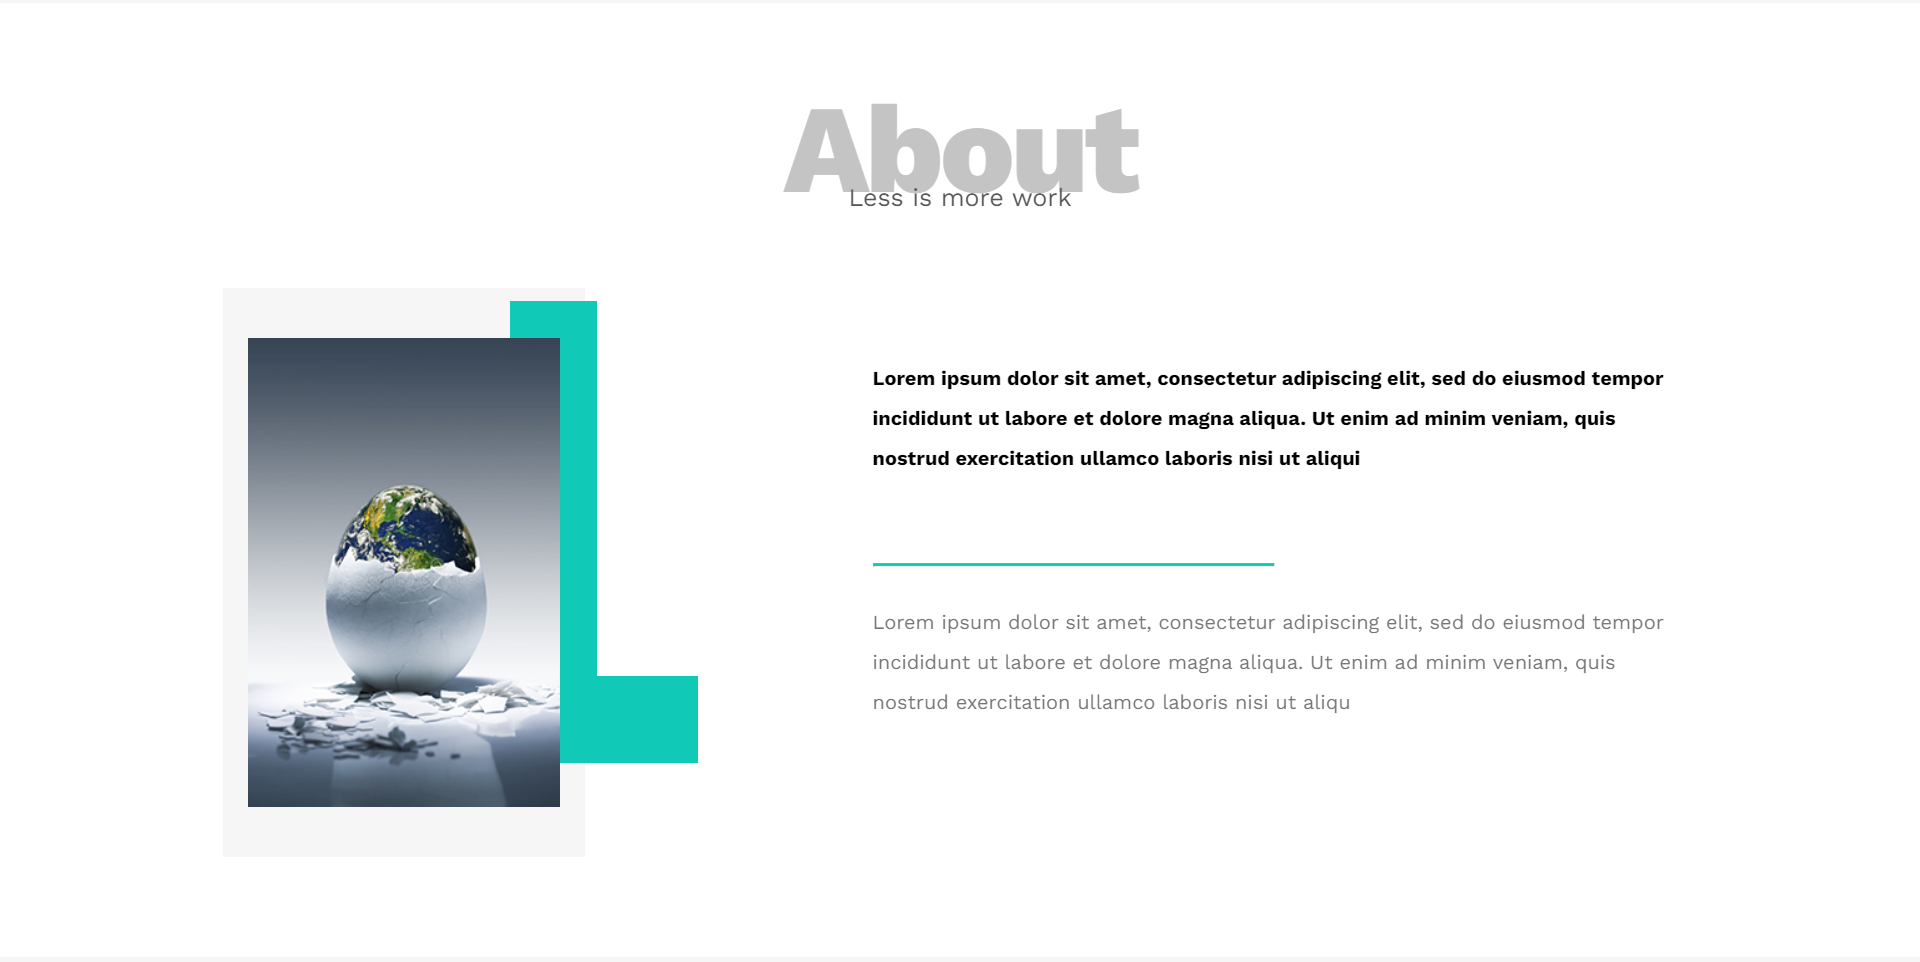 About
Less is more work
Lorem ipsum dolor sit amet, consectetur adipiscing elit, sed do eiusmod tempor
incididunt ut labore et dolore magna aliqua. Ut enim ad minim veniam, quis
nostrud exercitation ullamco laboris nisi ut aliqui
Lorem ipsum dolor sit amet, consectetur adipiscing elit, sed do eiusmod tempor
incididunt ut labore et dolore magna aliqua. Ut enim ad minim veniam, quis
nostrud exercitation ullamco laboris nisi ut aliqu